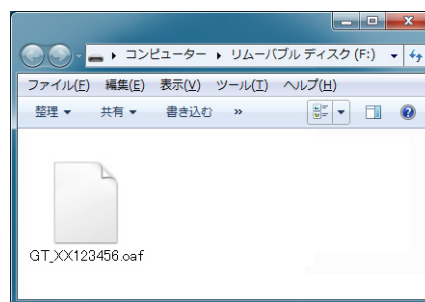 コンピューター ▸ リムーバブル ディスク (F:)
ファイル(F) 編集(E) 表示(V) ツール(T) ヘルプ(H)
整理 ▼ 共有 ▼ 書き込む »
GT_XX123456.oaf